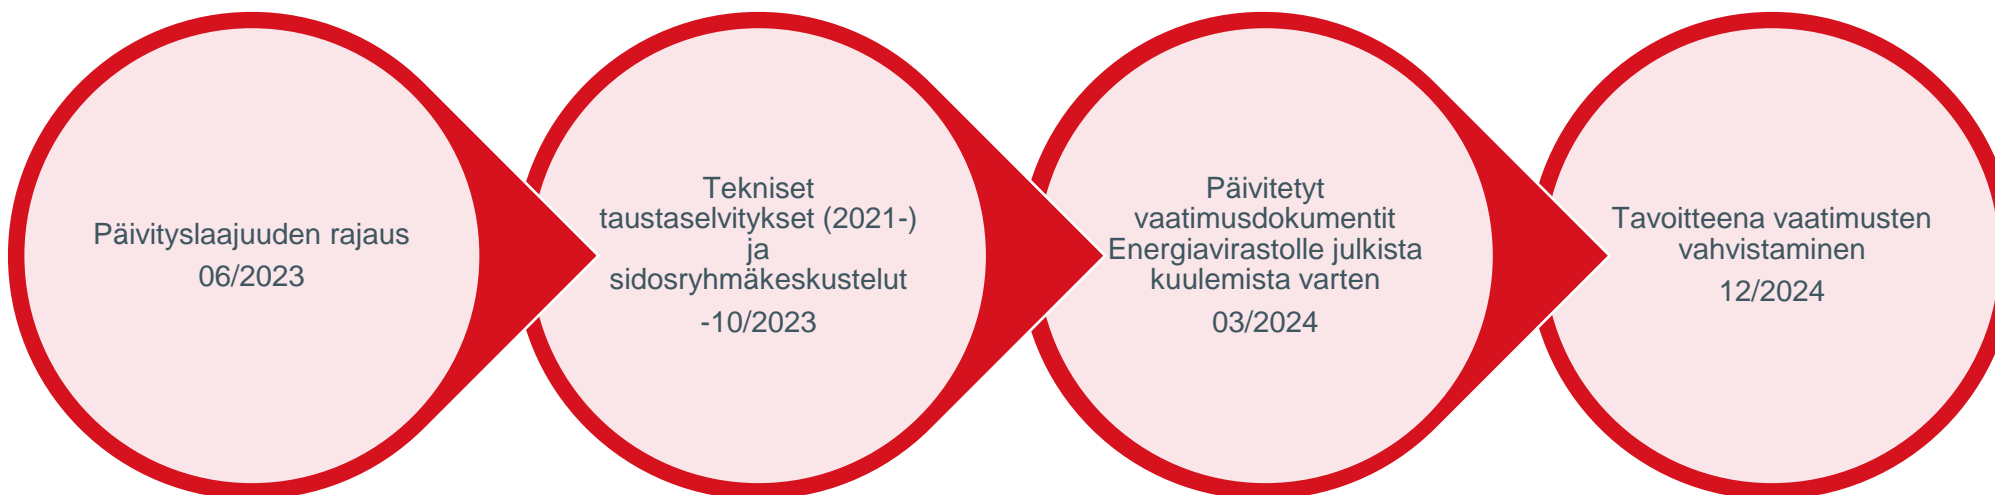 Päivityslaajuuden rajaus
06/2023
Tekniset
taustaselvitykset (2021-)
ja
sidosryhmäkeskustelut
-10/2023
Päivitetyt
vaatimusdokumentit
Energiavirastolle julkista
kuulemista varten
03/2024
Tavoitteena vaatimusten
vahvistaminen
12/2024